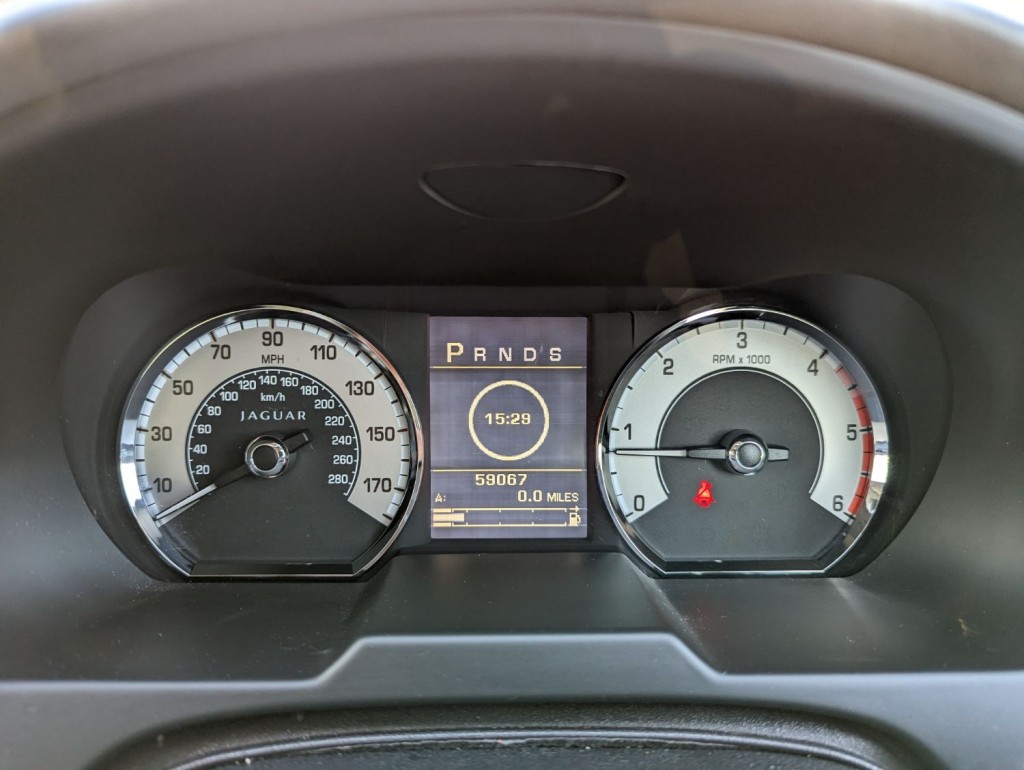 10 30 50 70 90 110 130 150 170
MPH
20 40 60 80 100 120 140 160 180 200 220 240 260 280
km/h
JAGUAR
P R N D S
15:29
59067
A: 0.0 MILES
0 1 2 3 4 5 6
RPM x 1000